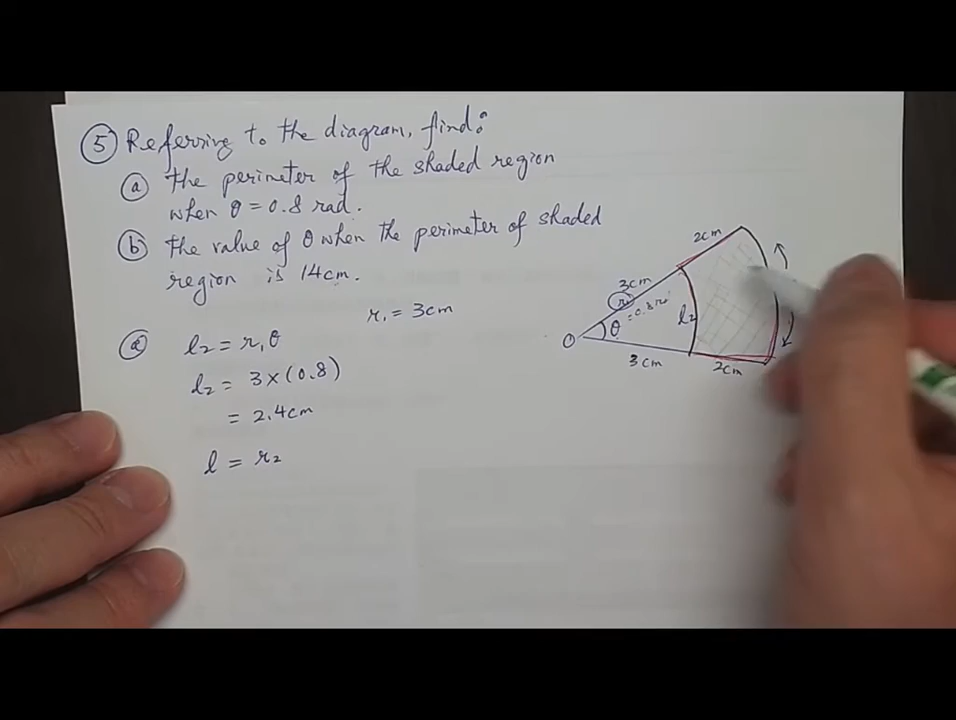 ⑤ Referring to the diagram, find:
ⓐ the perimeter of the shaded region
when θ = 0.8 rad.
ⓑ the value of θ when the perimeter of shaded
region is 14cm.
r₁ = 3cm
ⓐ l₂ = r₁θ
l₂ = 3×(0.8)
= 2.4cm
l = r₂
2cm
3cm
r₁
θ
l₂
O
3cm
2cm